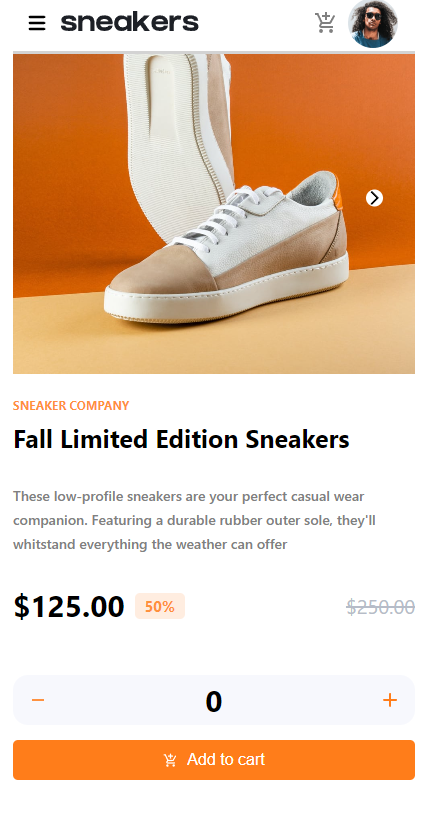 sneakers
SNEAKER COMPANY
Fall Limited Edition Sneakers
These low-profile sneakers are your perfect casual wear
companion. Featuring a durable rubber outer sole, they'll
whitstand everything the weather can offer
$125.00 50% $250.00
0
Add to cart